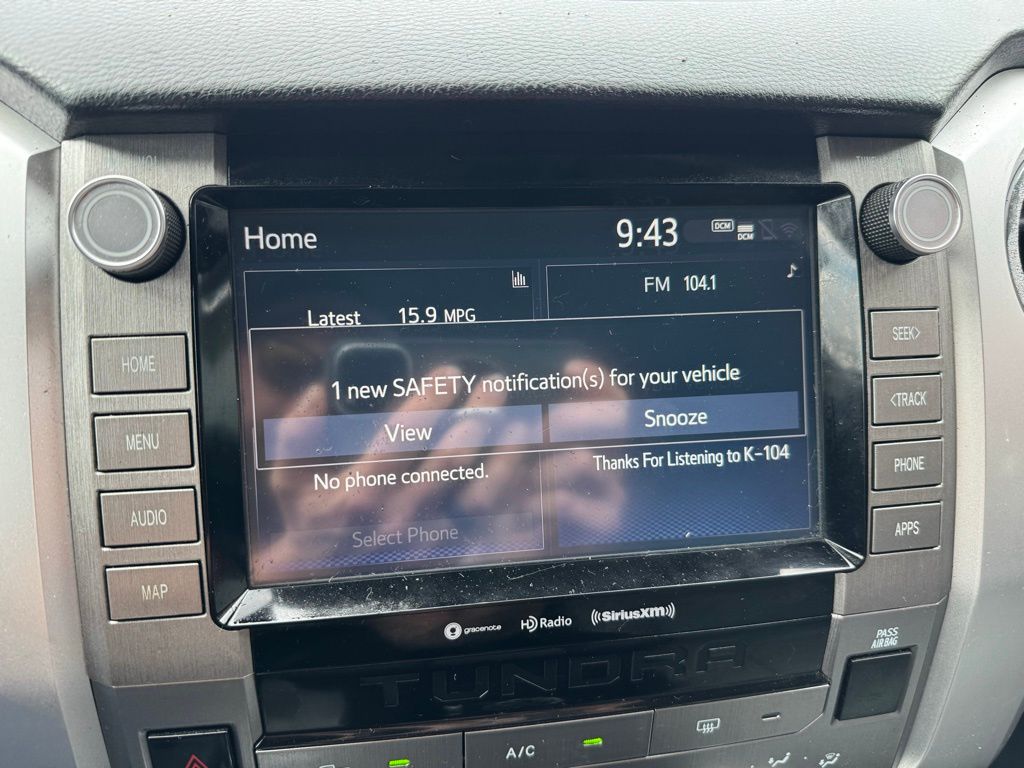 Home
9:43
DCM
DCM
Latest 15.9 MPG
FM 104.1
1 new SAFETY notification(s) for your vehicle
View
Snooze
No phone connected.
Thanks For Listening to K-104
Select Phone
HOME
MENU
AUDIO
MAP
SEEK>
<TRACK
PHONE
APPS
gracenote
HD Radio
((SiriusXM))
TUNDRA
PASS
AIR BAG
A/C